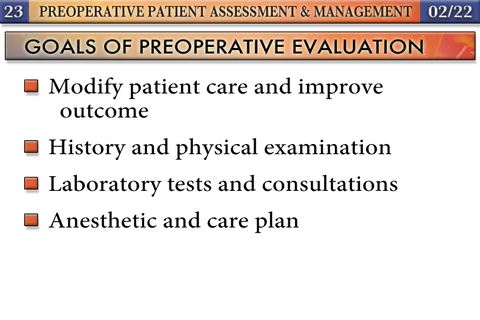 23 PREOPERATIVE PATIENT ASSESSMENT & MANAGEMENT 02/22
GOALS OF PREOPERATIVE EVALUATION
Modify patient care and improve
outcome
History and physical examination
Laboratory tests and consultations
Anesthetic and care plan